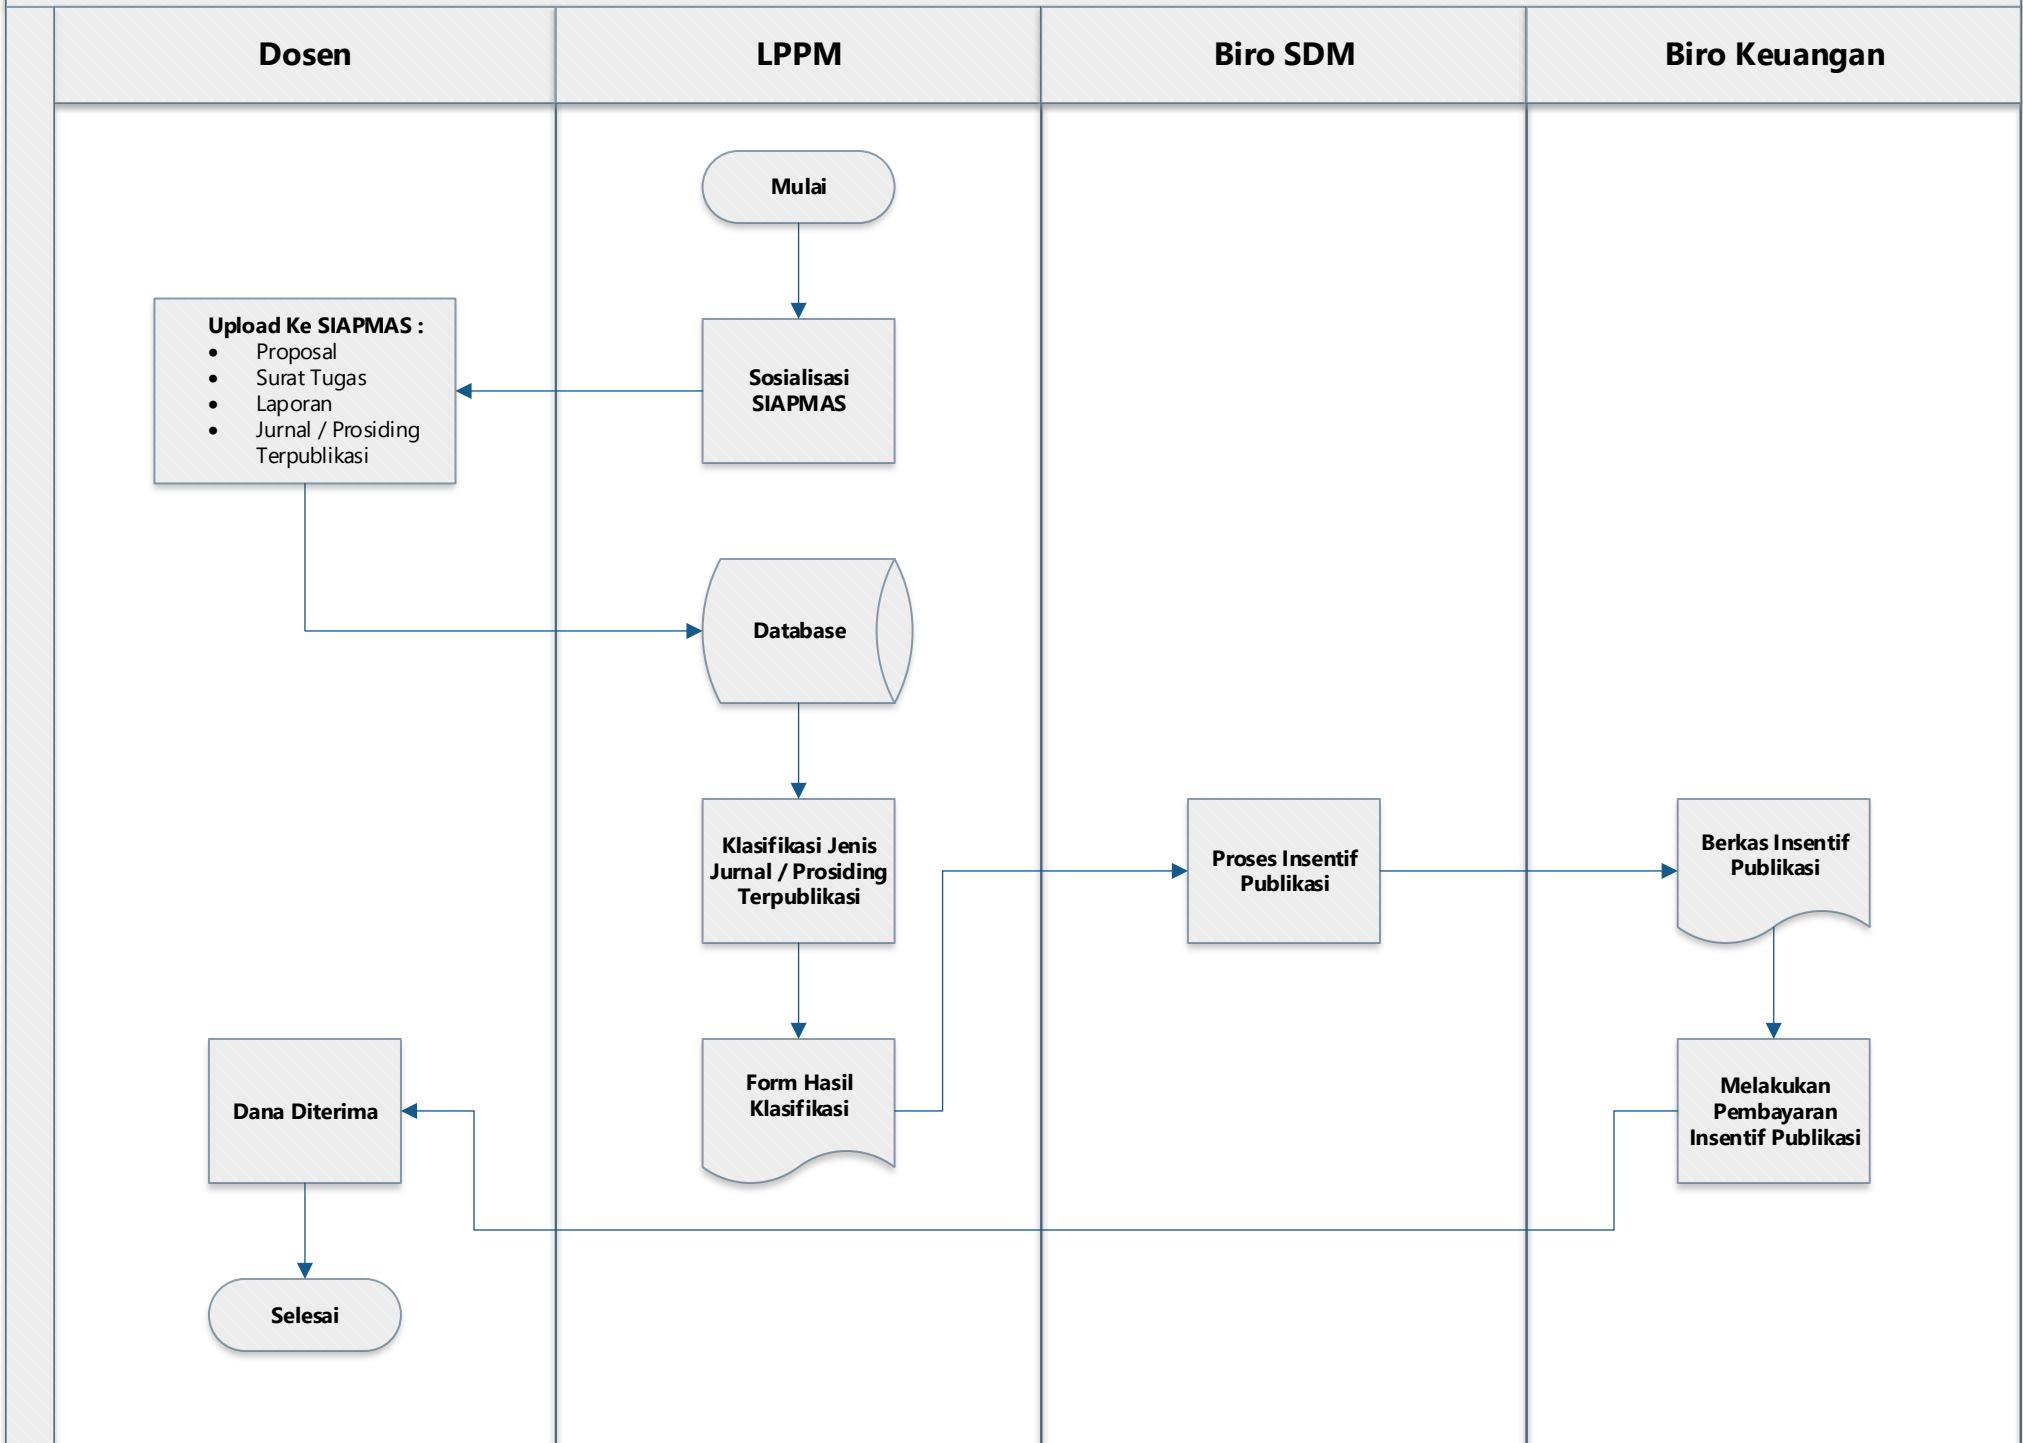 Dosen
LPPM
Biro SDM
Biro Keuangan
Mulai
Upload Ke SIAPMAS :
• Proposal
• Surat Tugas
• Laporan
• Jurnal / Prosiding
Terpublikasi
Sosialisasi
SIAPMAS
Database
Klasifikasi Jenis
Jurnal / Prosiding
Terpublikasi
Proses Insentif
Publikasi
Berkas Insentif
Publikasi
Dana Diterima
Form Hasil
Klasifikasi
Melakukan
Pembayaran
Insentif Publikasi
Selesai